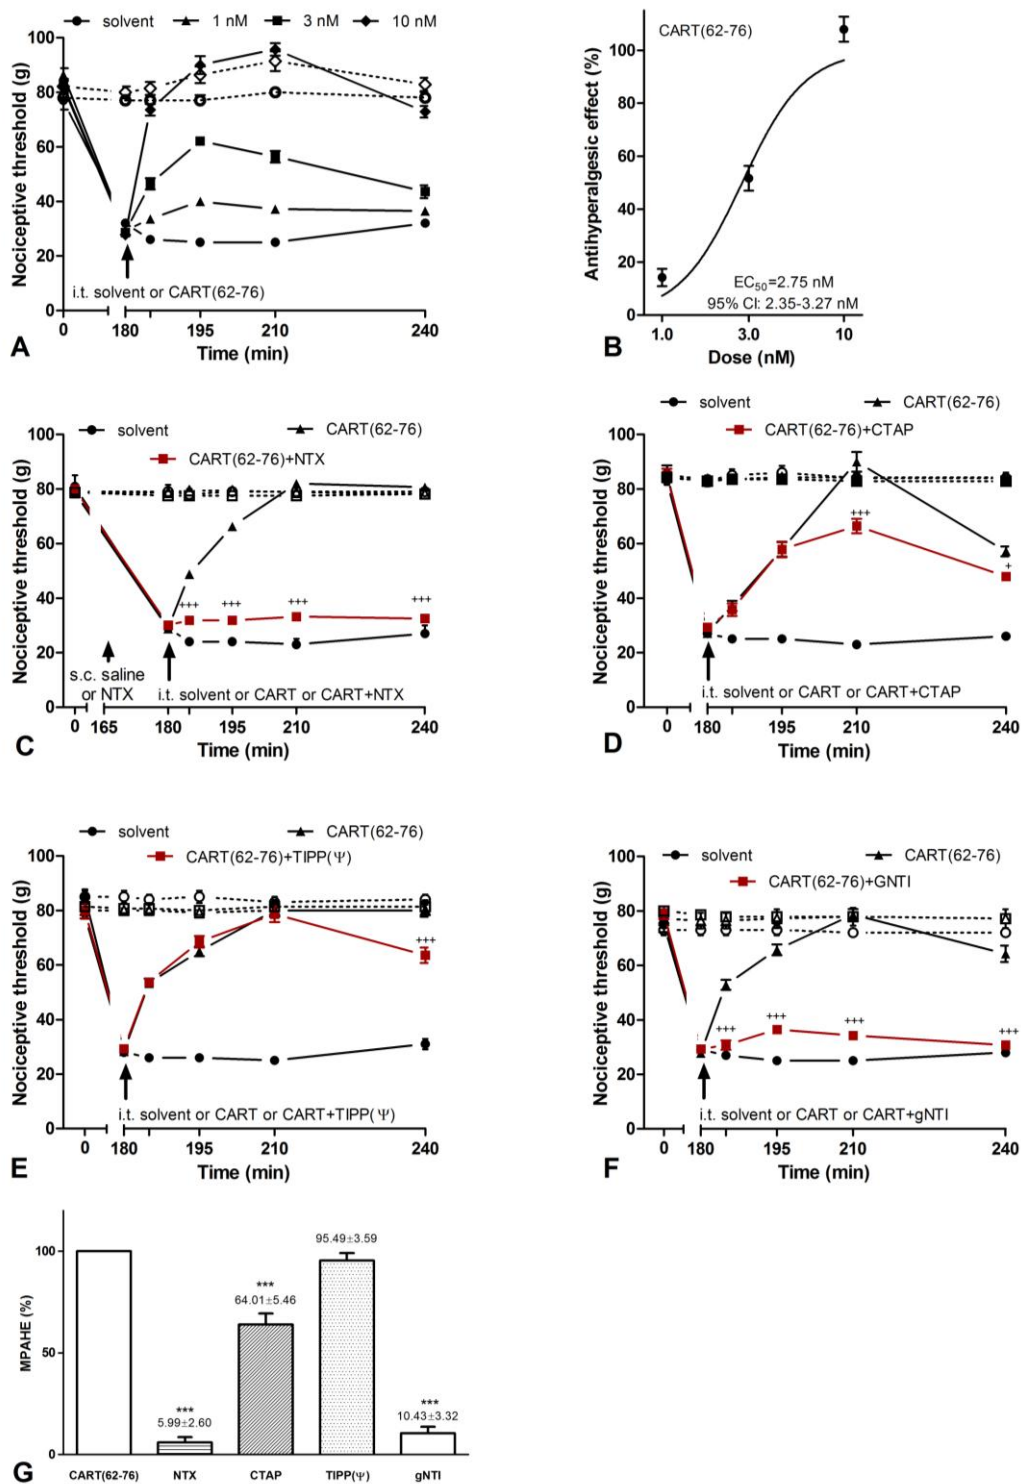 solvent 1 nM 3 nM 10 nM
Nociceptive threshold (g)
100
80
60
40
20
0
i.t. solvent or CART(62-76)
0 180 195 210 240
Time (min)
A
CART(62-76)
Antihyperalgesic effect (%)
100
80
60
40
20
0
EC50=2.75 nM
95% CI: 2.35-3.27 nM
1.0 3.0 10
Dose (nM)
B
solvent CART(62-76)
CART(62-76)+NTX
Nociceptive threshold (g)
100
80
60
40
20
0
+++ +++ +++ +++
s.c. saline
or NTX
i.t. solvent or CART or CART+NTX
0 165 180 195 210 240
Time (min)
C
solvent CART(62-76)
CART(62-76)+CTAP
Nociceptive threshold (g)
100
80
60
40
20
0
+++ +
i.t. solvent or CART or CART+CTAP
0 180 195 210 240
Time (min)
D
solvent CART(62-76)
CART(62-76)+TIPP(Ψ)
Nociceptive threshold (g)
100
80
60
40
20
0
+++
i.t. solvent or CART or CART+TIPP(Ψ)
0 180 195 210 240
Time (min)
E
solvent CART(62-76)
CART(62-76)+GNTI
Nociceptive threshold (g)
100
80
60
40
20
0
+++ +++ +++ +++
i.t. solvent or CART or CART+gNTI
0 180 195 210 240
Time (min)
F
MPAHE (%)
100
50
0
*** 5.99±2.60
*** 64.01±5.46
95.49±3.59
*** 10.43±3.32
CART(62-76) NTX CTAP TIPP(Ψ) gNTI
G